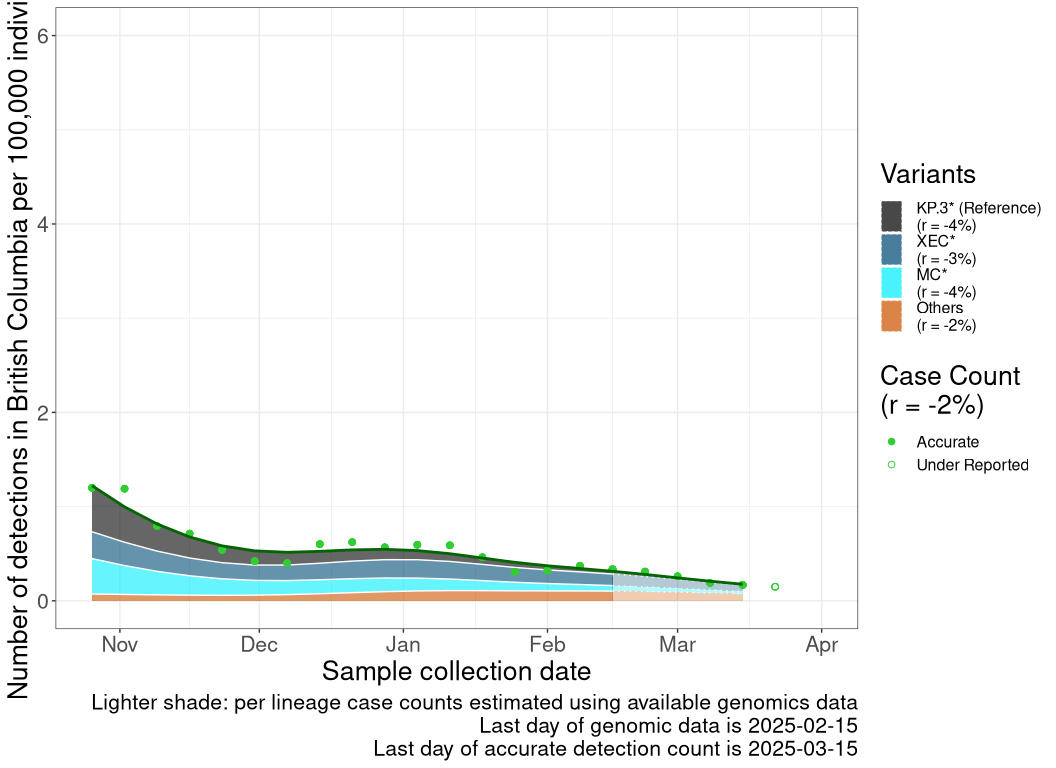 Number of detections in British Columbia per 100,000
6
4
2
0
Nov
Dec
Jan
Feb
Mar
Apr
Sample collection date
Lighter shade: per lineage case counts estimated using available genomics data
Last day of genomic data is 2025-02-15
Last day of accurate detection count is 2025-03-15
Variants
KP.3* (Reference)
(r = -4%)
XEC*
(r = -3%)
MC*
(r = -4%)
Others
(r = -2%)
Case Count
(r = -2%)
Accurate
Under Reported